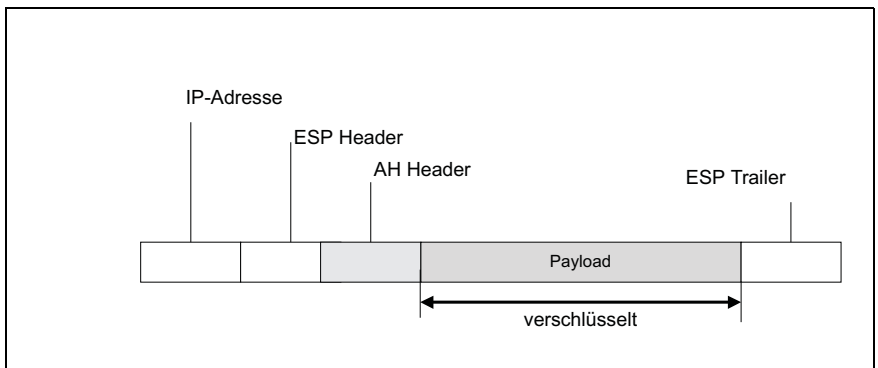 IP-Adresse
ESP Header
AH Header
ESP Trailer
Payload
verschlüsselt